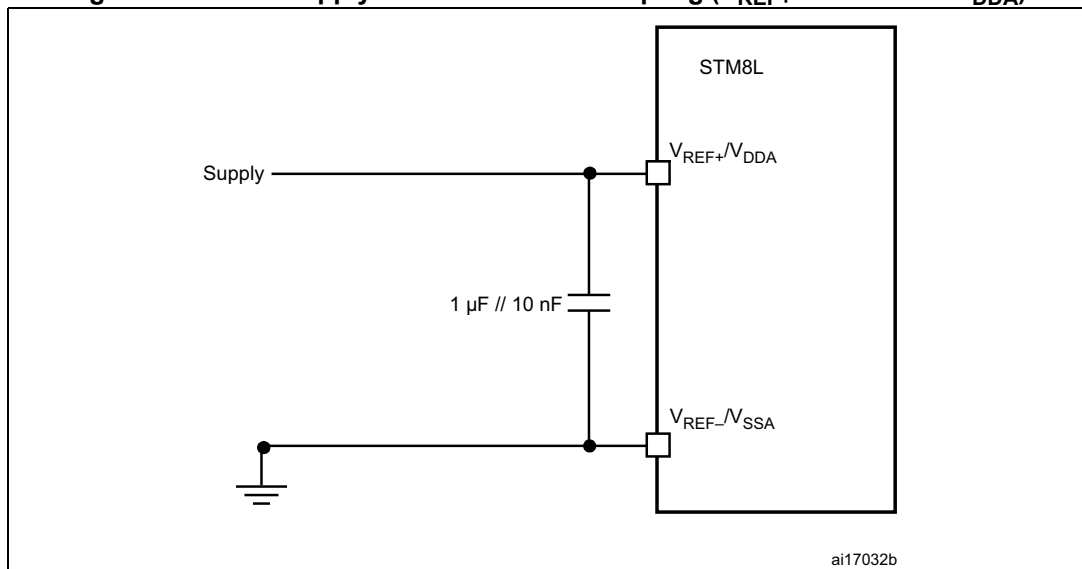 STM8L
VREF+/VDDA
Supply
1 µF // 10 nF
VREF–/VSSA
ai17032b